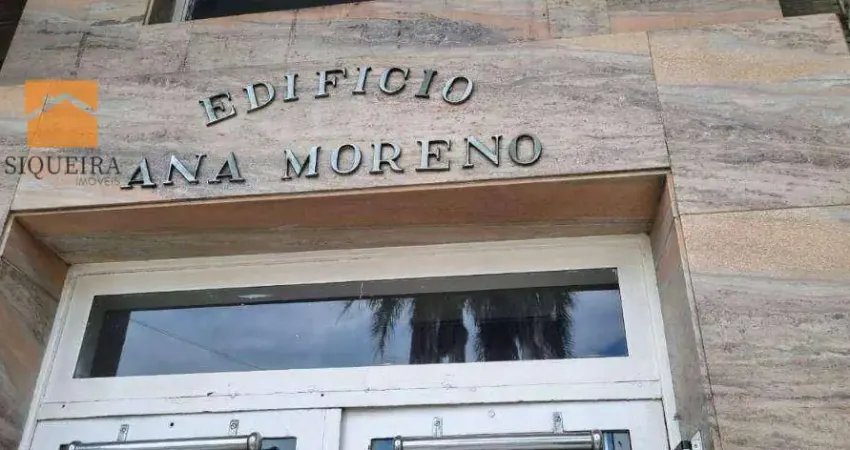 EDIFICIO
ANA MORENO
SIQUEIRA
IMÓVEIS